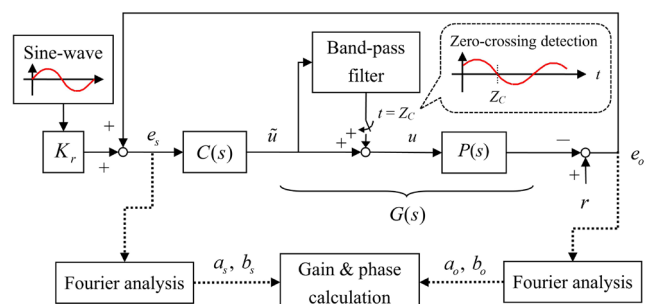 Sine-wave
Band-pass
filter
Zero-crossing detection
t
Z_C
t = Z_C
+
e_s
ũ
+
+
u
−
e_o
K_r
+
C(s)
P(s)
+
r
G(s)
a_s, b_s
a_o, b_o
Fourier analysis
Gain & phase
calculation
Fourier analysis